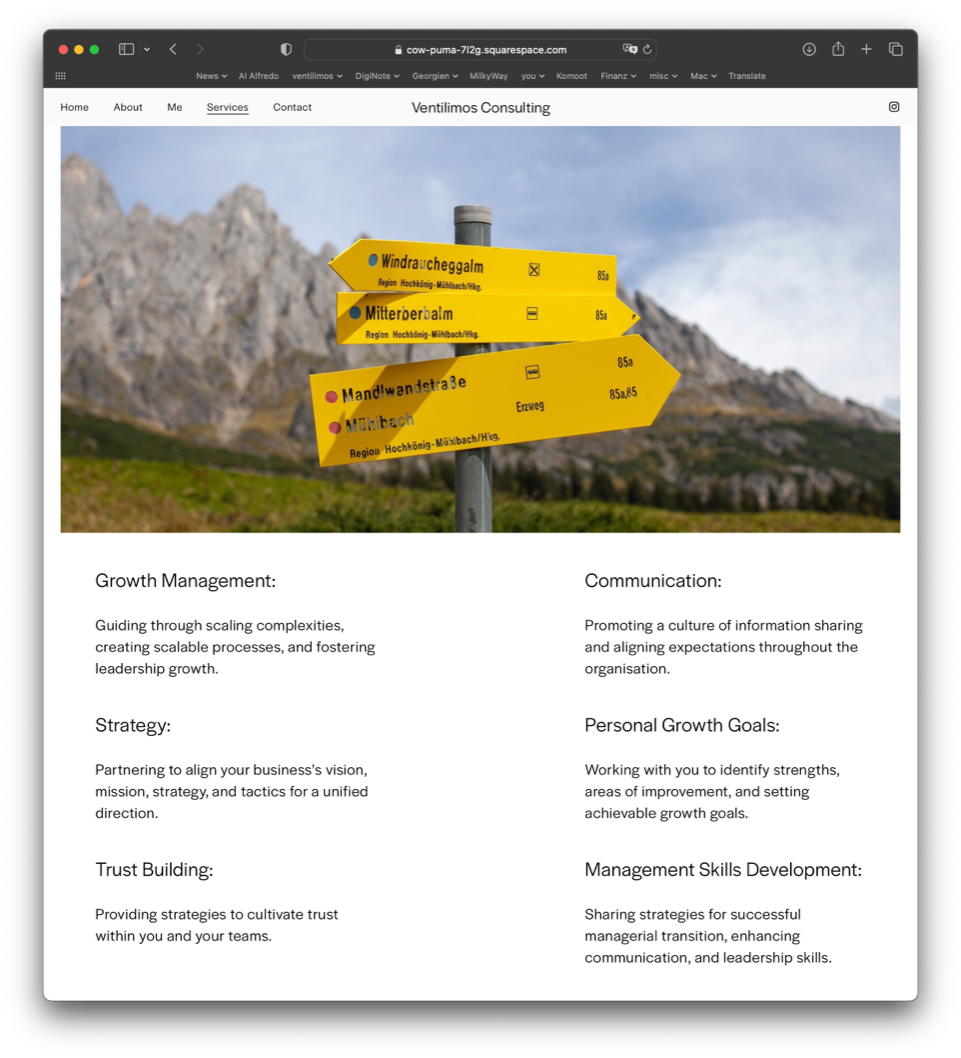 cow-puma-7l2g.squarespace.com
News AI Alfredo ventilimos DigiNote Georgien MilkyWay you Komoot Finanz misc Mac Translate
Home About Me Services Contact Ventilimos Consulting
Windraucheggalm 85a
Region Hochkönig-Mühlbach/Hkg.
Mitterberbalm 85a
Region Hochkönig-Mühlbach/Hkg.
Mandlwandstraße 85a
Mühlbach Erzweg 85a,85
Region Hochkönig-Mühlbach/Hkg.
Growth Management:
Guiding through scaling complexities,
creating scalable processes, and fostering
leadership growth.
Strategy:
Partnering to align your business's vision,
mission, strategy, and tactics for a unified
direction.
Trust Building:
Providing strategies to cultivate trust
within you and your teams.
Communication:
Promoting a culture of information sharing
and aligning expectations throughout the
organisation.
Personal Growth Goals:
Working with you to identify strengths,
areas of improvement, and setting
achievable growth goals.
Management Skills Development:
Sharing strategies for successful
managerial transition, enhancing
communication, and leadership skills.